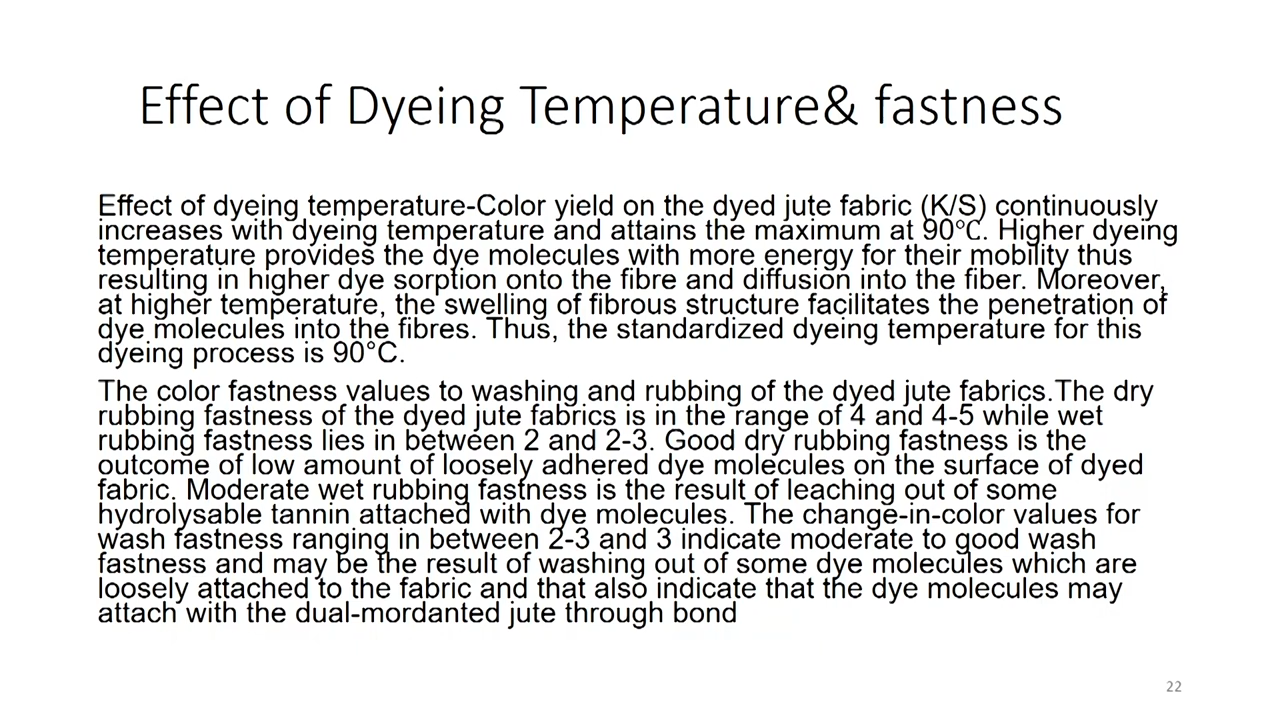 Effect of Dyeing Temperature& fastness
Effect of dyeing temperature-Color yield on the dyed jute fabric (K/S) continuously
increases with dyeing temperature and attains the maximum at 90℃. Higher dyeing
temperature provides the dye molecules with more energy for their mobility thus
resulting in higher dye sorption onto the fibre and diffusion into the fiber. Moreover,
at higher temperature, the swelling of fibrous structure facilitates the penetration of
dye molecules into the fibres. Thus, the standardized dyeing temperature for this
dyeing process is 90°C.
The color fastness values to washing and rubbing of the dyed jute fabrics.The dry
rubbing fastness of the dyed jute fabrics is in the range of 4 and 4-5 while wet
rubbing fastness lies in between 2 and 2-3. Good dry rubbing fastness is the
outcome of low amount of loosely adhered dye molecules on the surface of dyed
fabric. Moderate wet rubbing fastness is the result of leaching out of some
hydrolysable tannin attached with dye molecules. The change-in-color values for
wash fastness ranging in between 2-3 and 3 indicate moderate to good wash
fastness and may be the result of washing out of some dye molecules which are
loosely attached to the fabric and that also indicate that the dye molecules may
attach with the dual-mordanted jute through bond
22